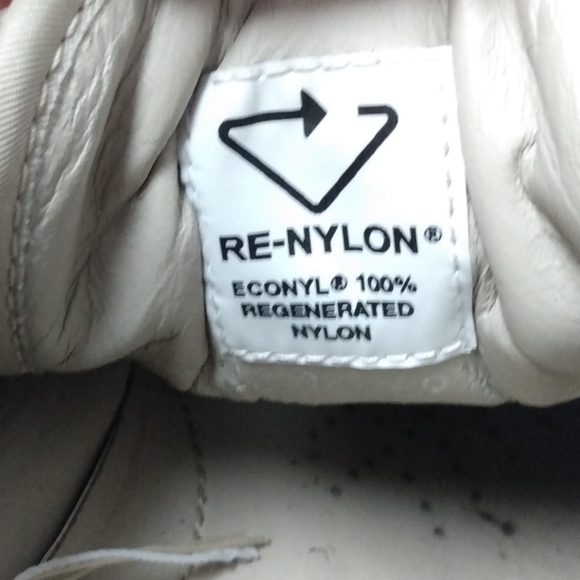 RE-NYLON®
ECONYL® 100%
REGENERATED
NYLON